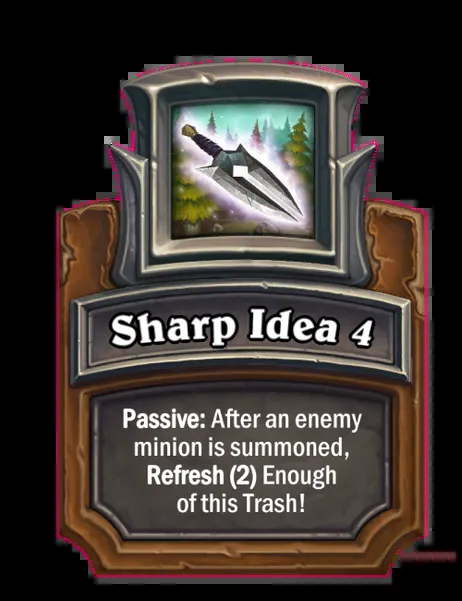 Sharp Idea 4
Passive: After an enemy
minion is summoned,
Refresh (2) Enough
of this Trash!